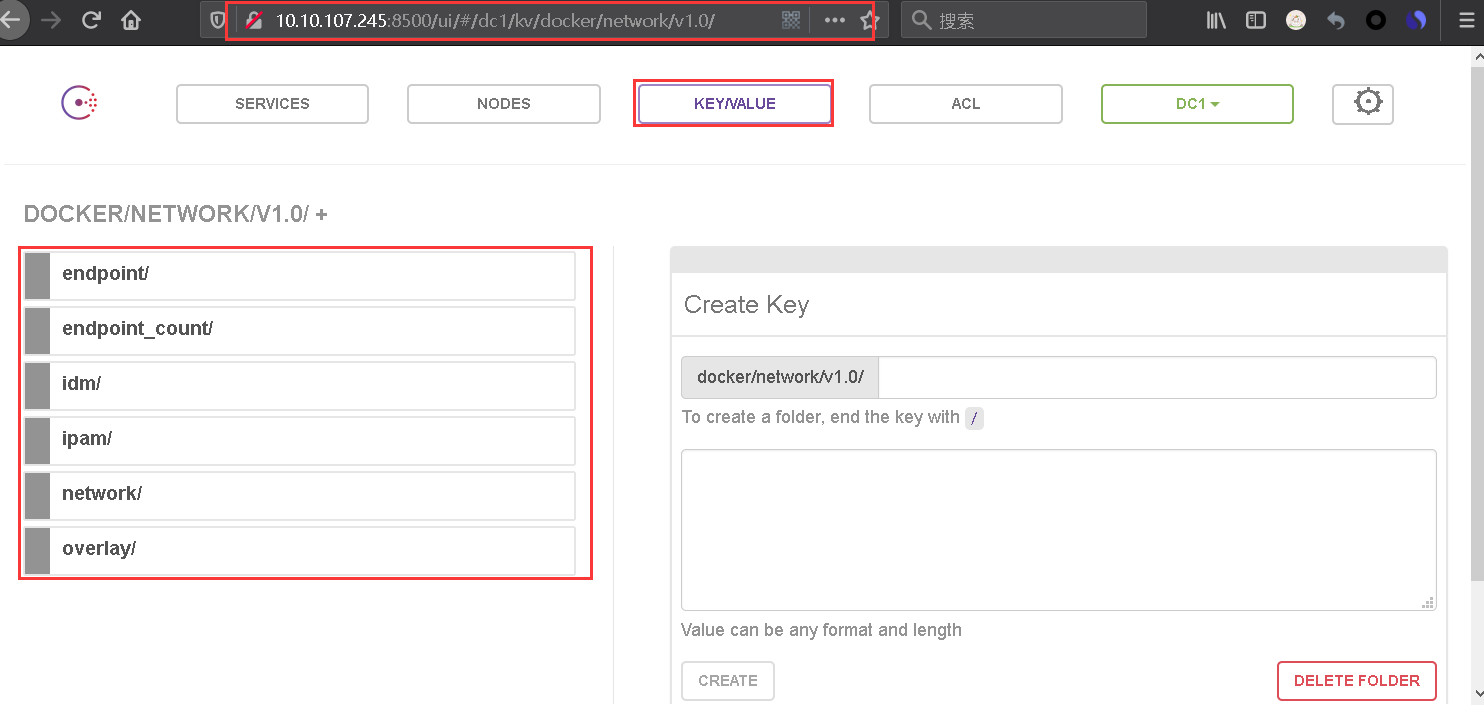 10.10.107.245:8500/ui/#/dc1/kv/docker/network/v1.0/
搜索
SERVICES
NODES
KEY/VALUE
ACL
DC1
DOCKER/NETWORK/V1.0/ +
endpoint/
endpoint_count/
idm/
ipam/
network/
overlay/
Create Key
docker/network/v1.0/
To create a folder, end the key with /
Value can be any format and length
CREATE
DELETE FOLDER